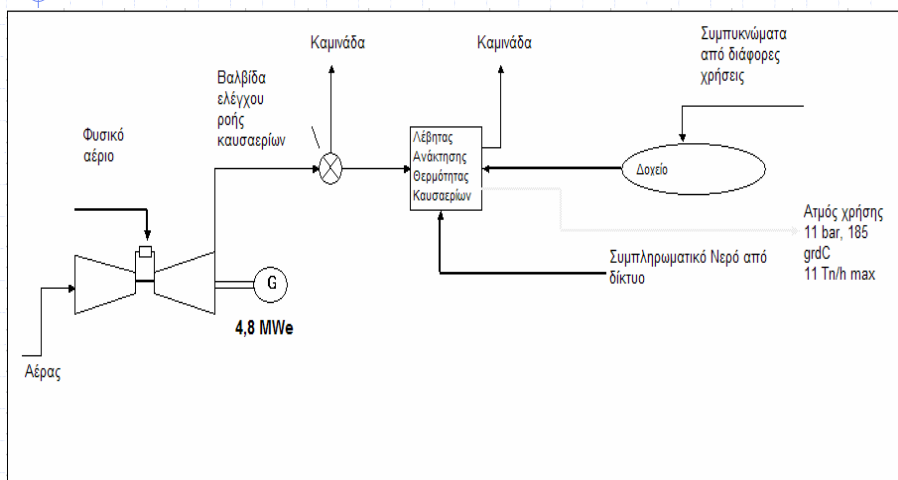 Καμινάδα
Καμινάδα
Συμπυκνώματα
από διάφορες
χρήσεις
Βαλβίδα
ελέγχου
ροής
καυσαερίων
Φυσικό
αέριο
Λέβητας
Ανάκτησης
Θερμότητας
Καυσαερίων
Δοχείο
Ατμός χρήσης
11 bar, 185
grdC
11 Tn/h max
Συμπληρωματικό Νερό από
δίκτυο
G
4,8 MWe
Αέρας